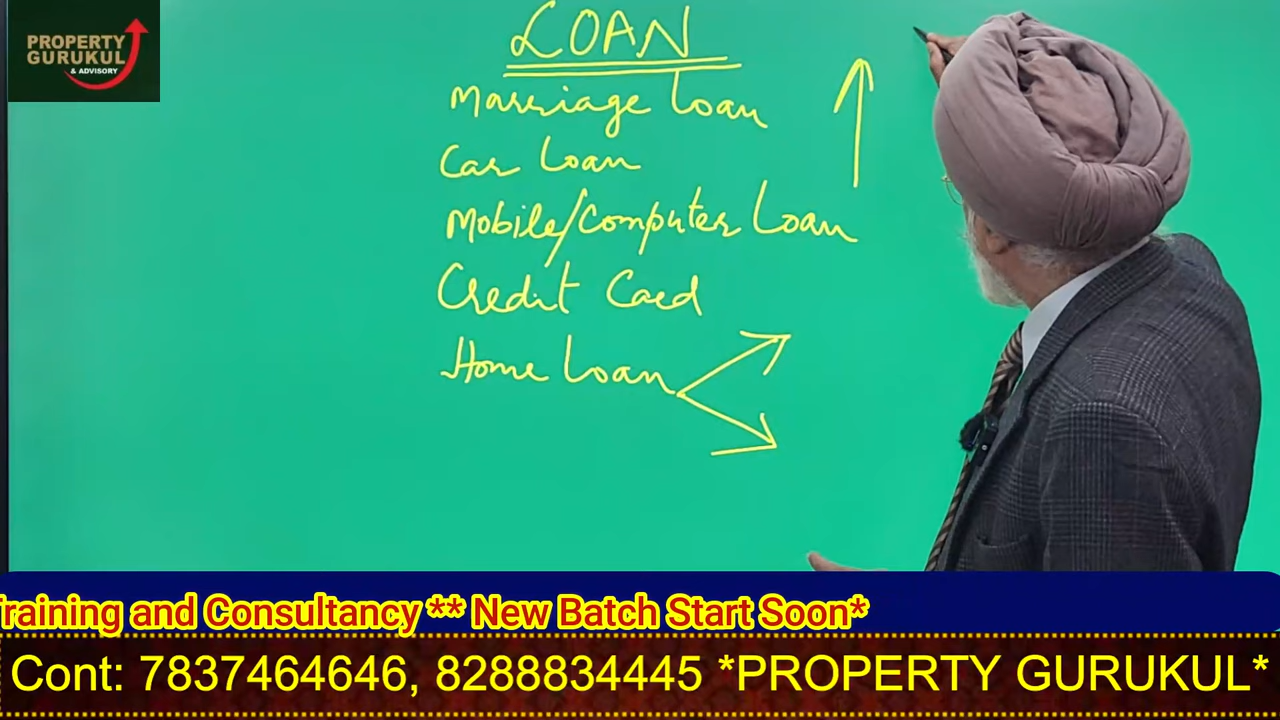 PROPERTY
GURUKUL
& ADVISORY
LOAN
Marriage Loan
Car Loan
Mobile/Computer Loan
Credit Card
Home Loan
Training and Consultancy ** New Batch Start Soon*
Cont: 7837464646, 8288834445 *PROPERTY GURUKUL*